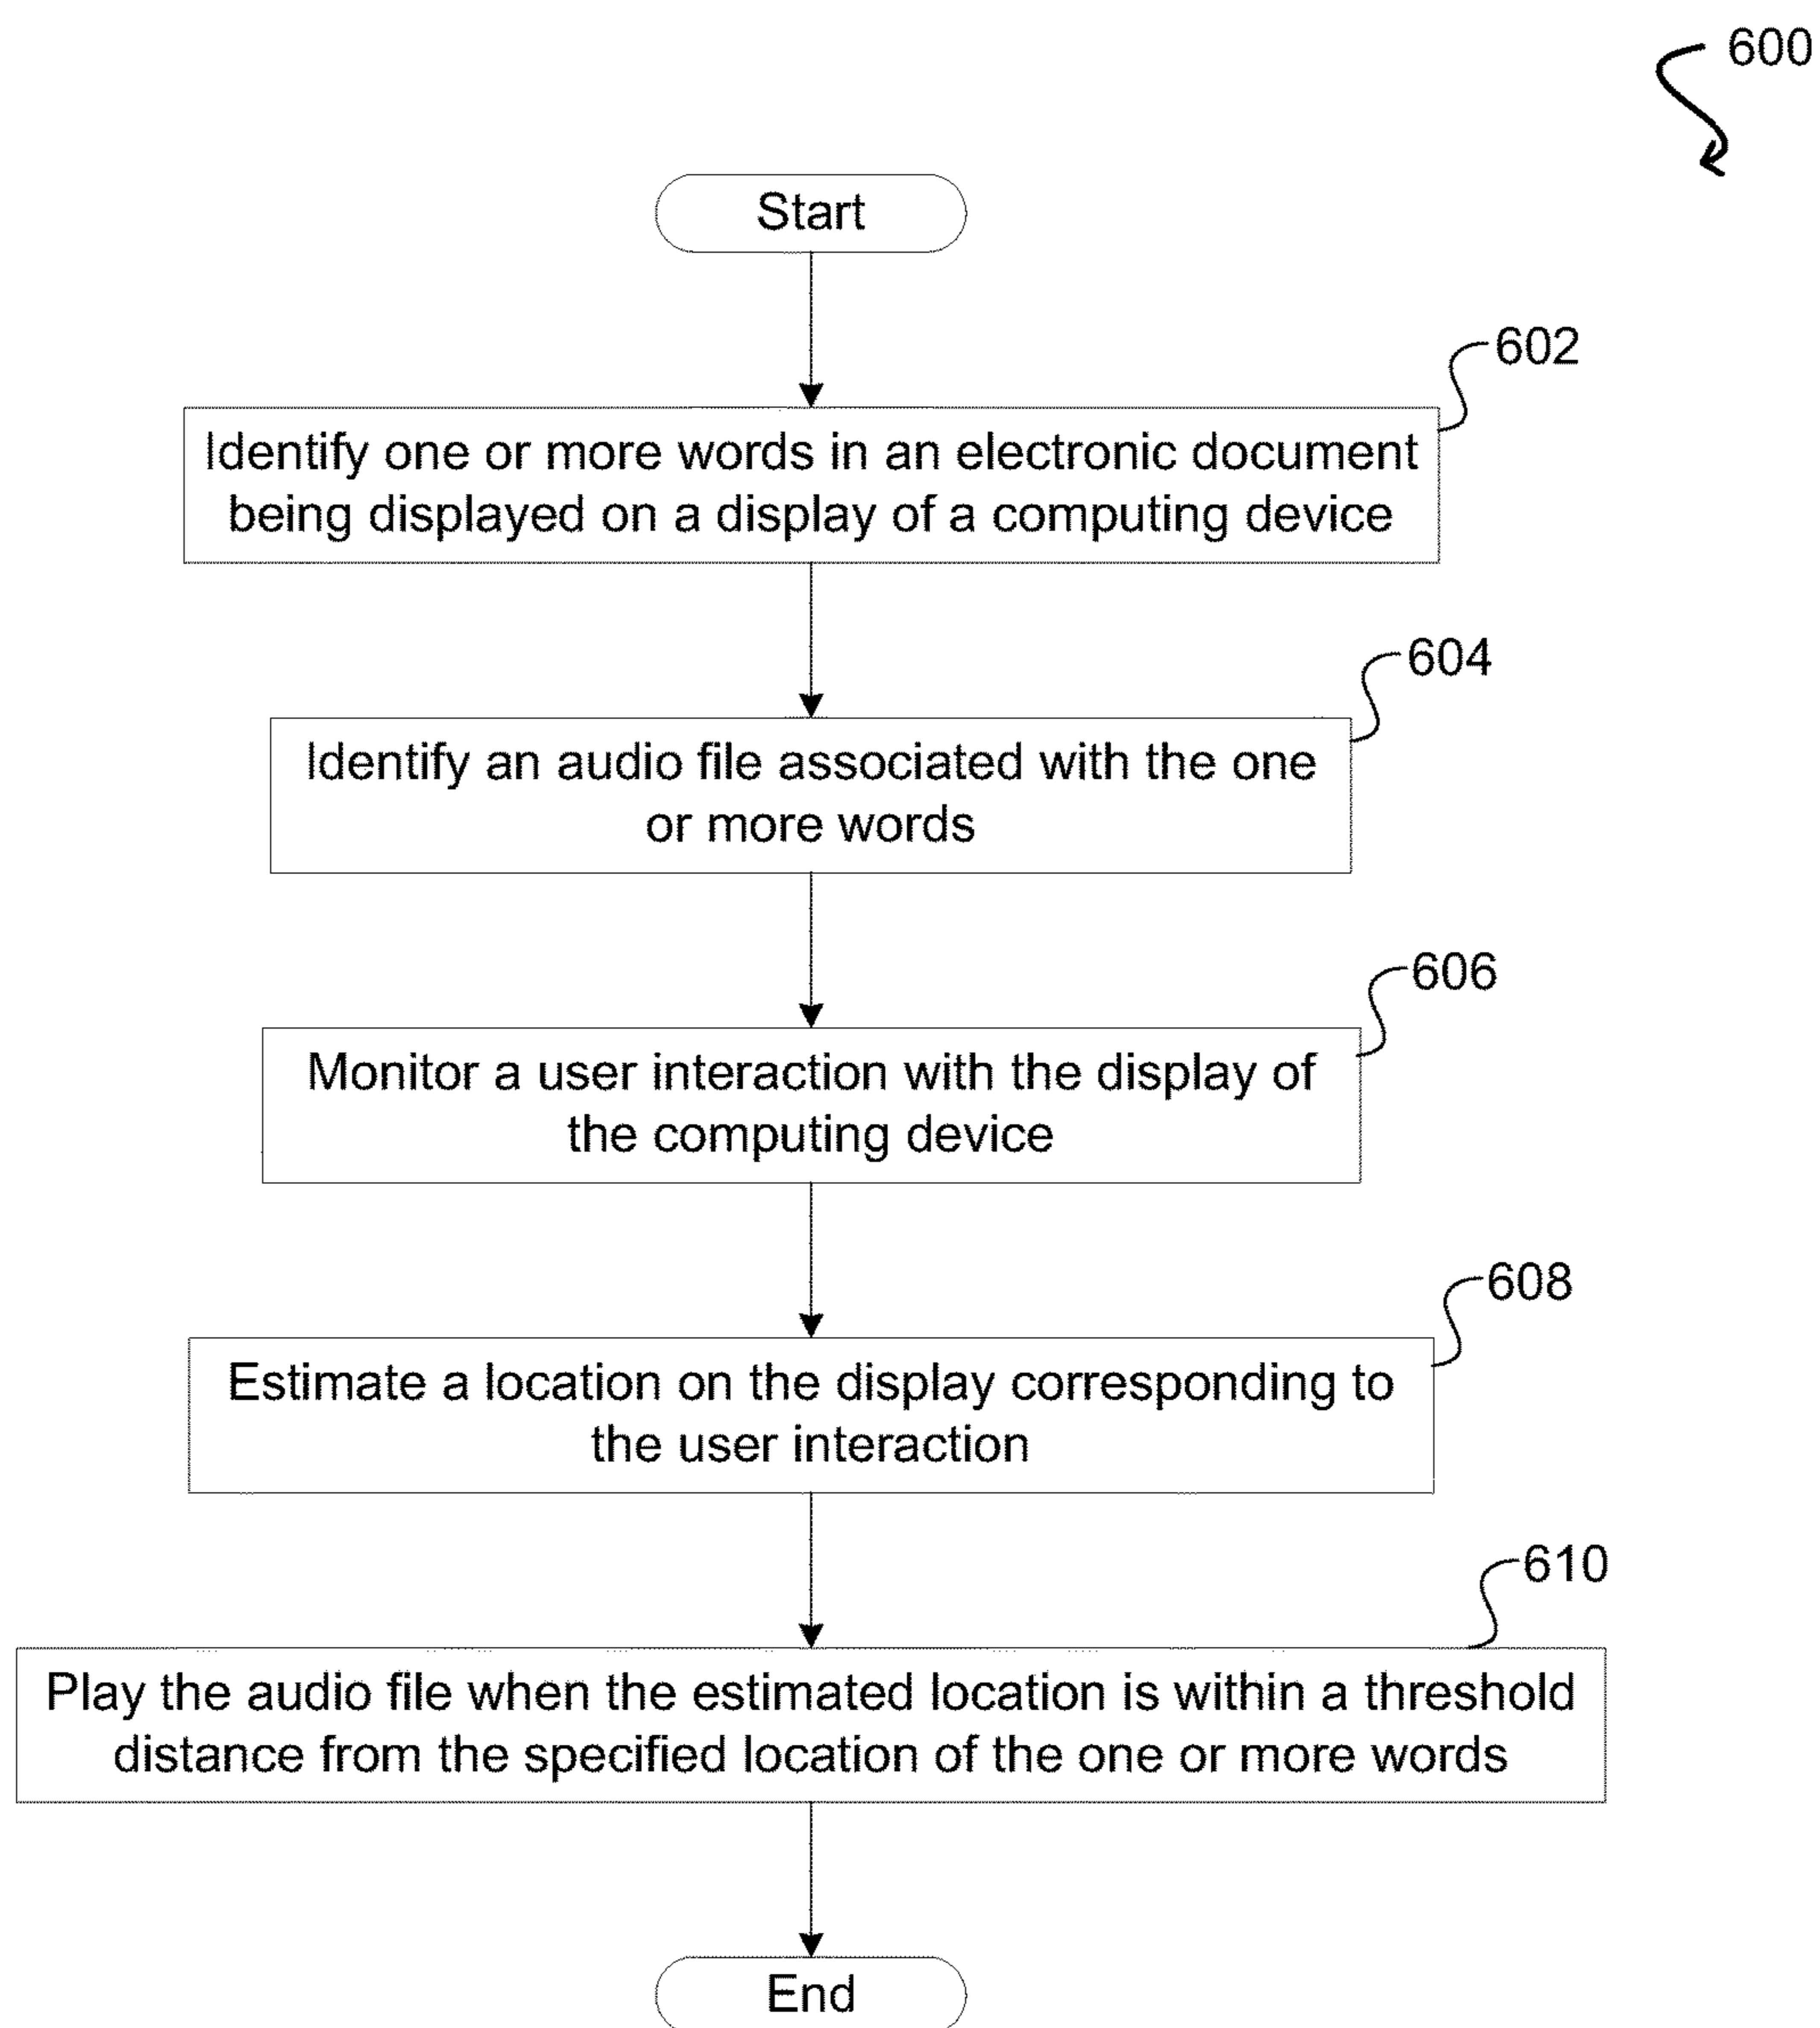 600
Start
602
Identify one or more words in an electronic document
being displayed on a display of a computing device
604
Identify an audio file associated with the one
or more words
606
Monitor a user interaction with the display of
the computing device
608
Estimate a location on the display corresponding to
the user interaction
610
Play the audio file when the estimated location is within a threshold
distance from the specified location of the one or more words
End